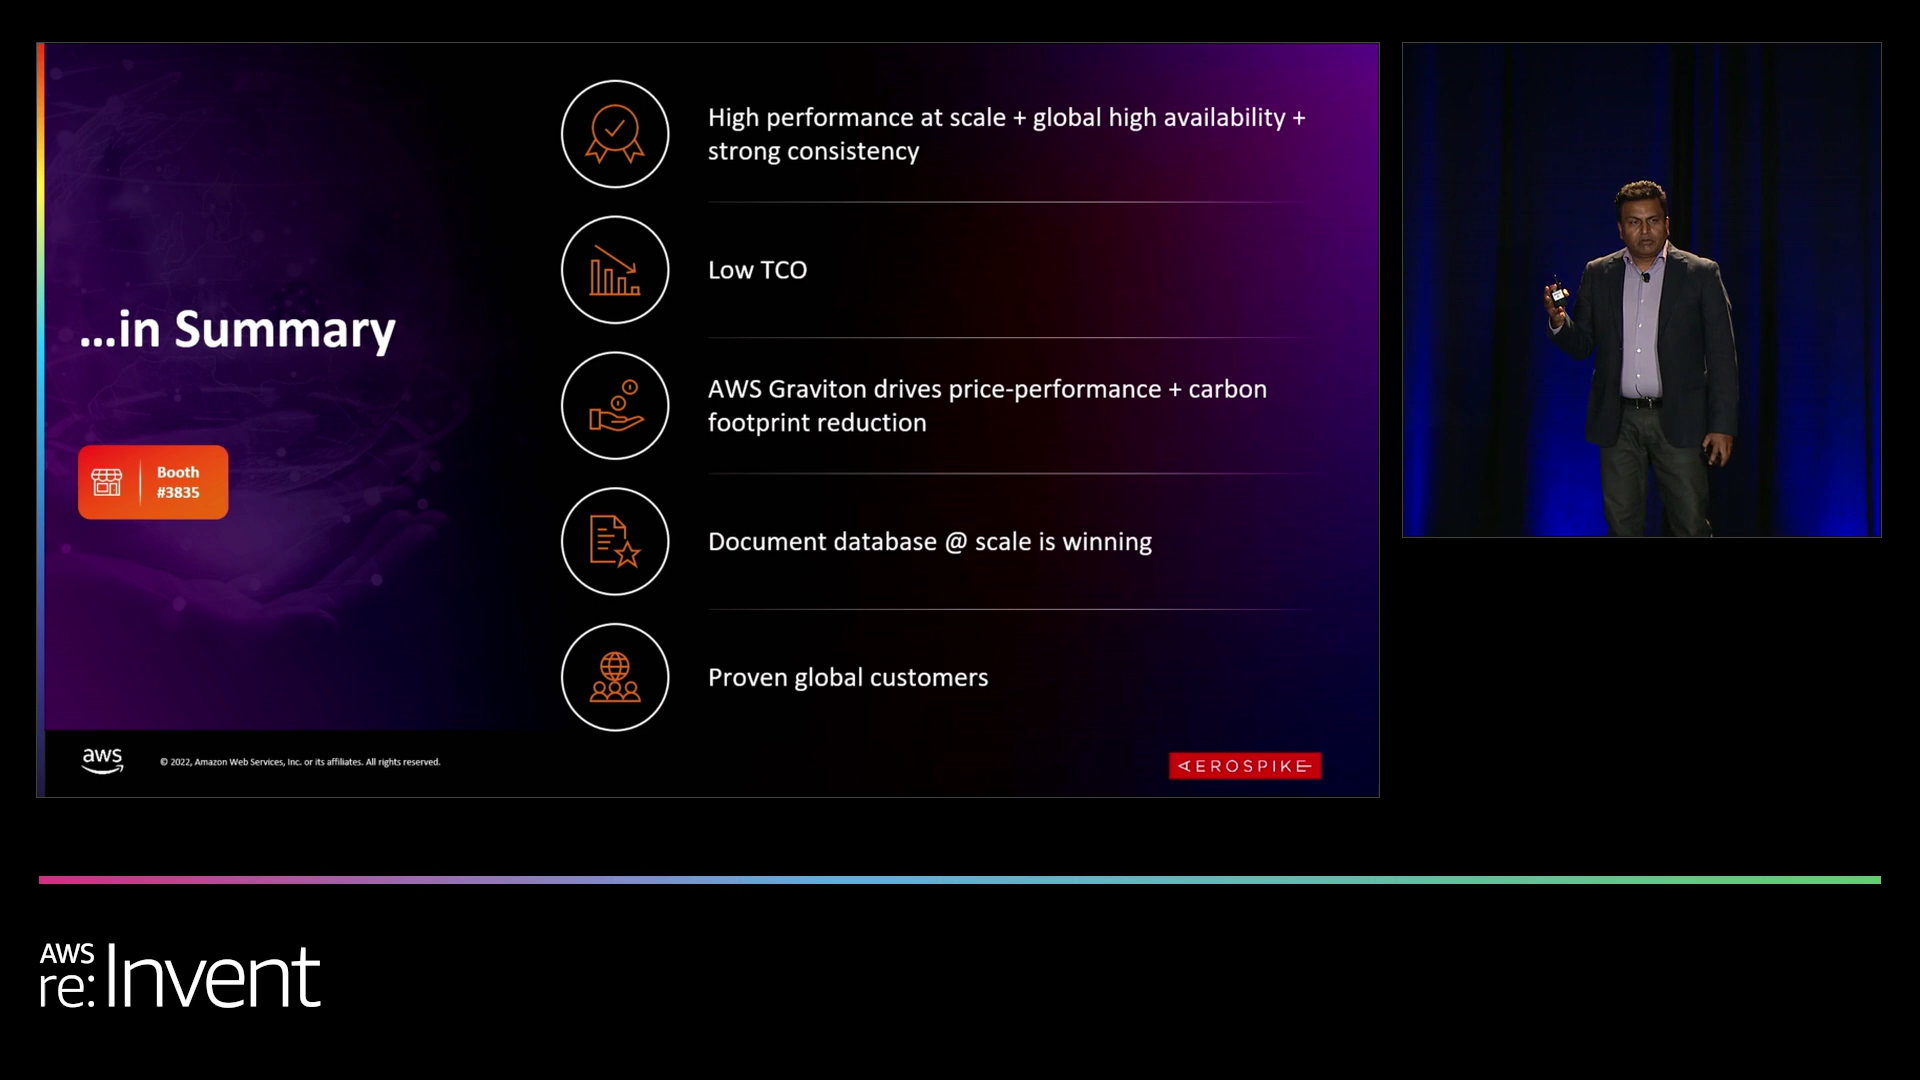 ...in Summary
Booth
#3835
High performance at scale + global high availability +
strong consistency
Low TCO
AWS Graviton drives price-performance + carbon
footprint reduction
Document database @ scale is winning
Proven global customers
aws
© 2022, Amazon Web Services, Inc. or its affiliates. All rights reserved.
AEROSPIKE
AWS
re:Invent